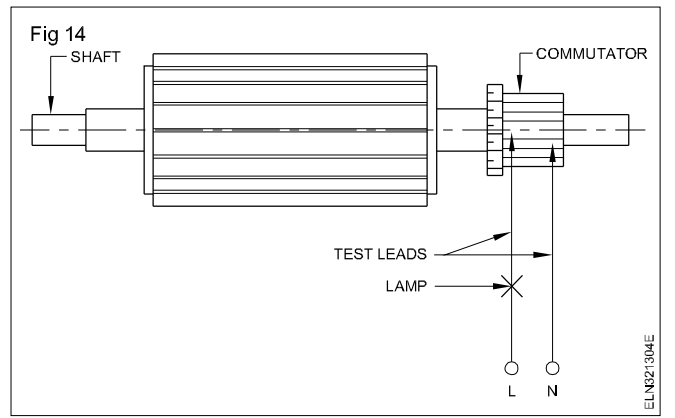 Fig 14
SHAFT
COMMUTATOR
TEST LEADS
LAMP
L
N
ELN321304E